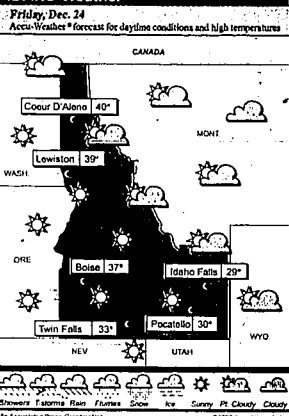 Friday, Dec. 24
Accu-Weather® forecast for daytime conditions and high temperatures
CANADA
Coeur D'Alene 40°
MONT.
Lewiston 39°
WASH.
ORE
Boise 37°
Idaho Falls 29°
Twin Falls 33°
Pocatello 30°
WYO.
NEV
UTAH
Showers T-storms Rain Flurries Snow Ice Sunny Pt. Cloudy Cloudy